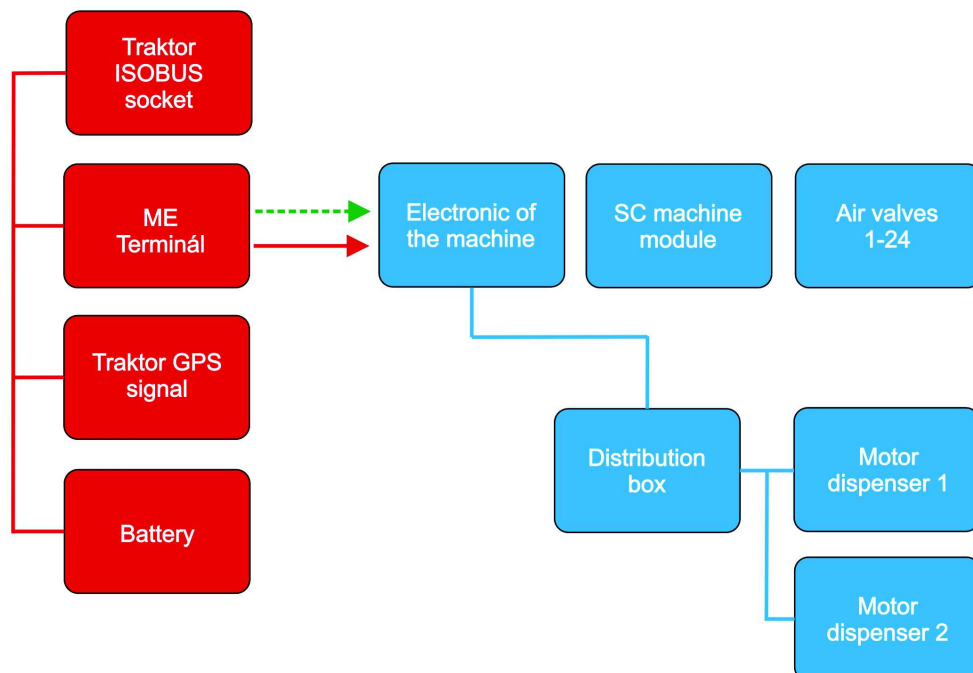 Traktor
ISOBUS
socket
ME
Terminál
Electronic of
the machine
SC machine
module
Air valves
1-24
Traktor GPS
signal
Distribution
box
Motor
dispenser 1
Battery
Motor
dispenser 2